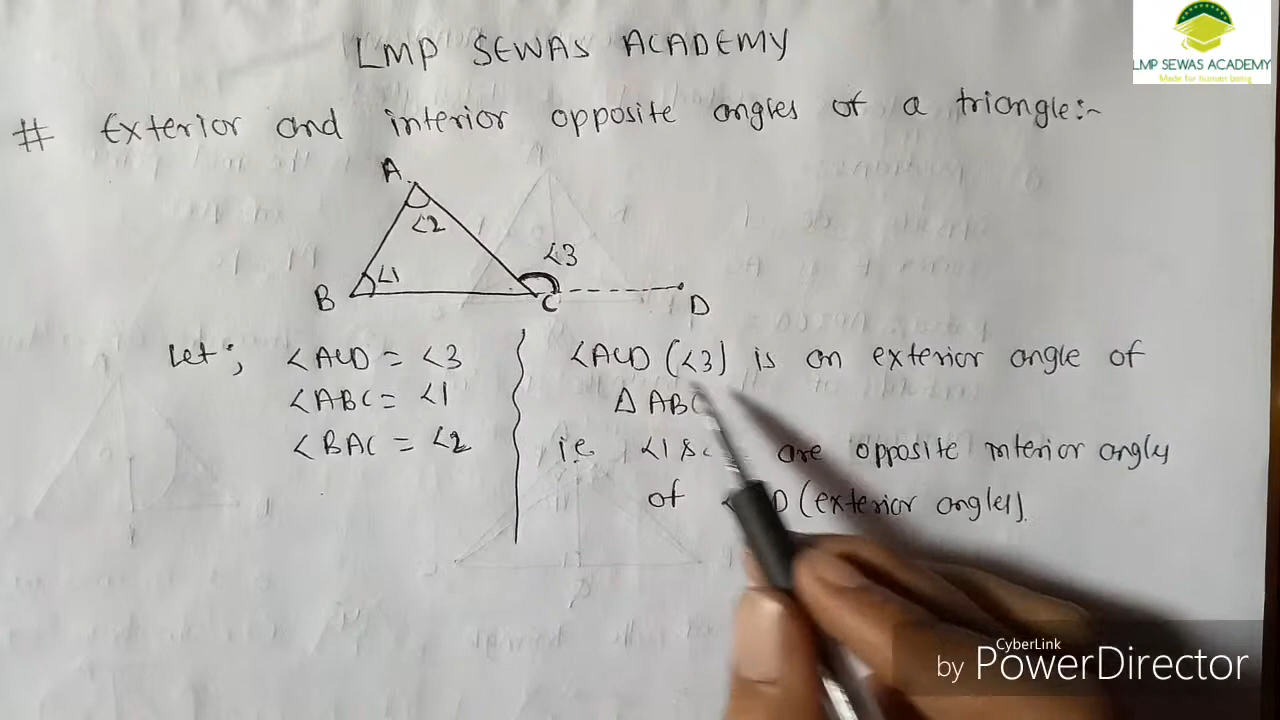 LMP SEWAS ACADEMY
LMP SEWAS ACADEMY
Made for human being
# Exterior and interior opposite angles of a triangle:-
A
<2
<3
B
<1
C
D
Let; <ACD = <3
<ABC = <1
<BAC = <2
<ACD (<3) is an exterior angle of
Δ ABC
i.e <1 & are opposite interior angles
of D (exterior angles).
CyberLink
by PowerDirector